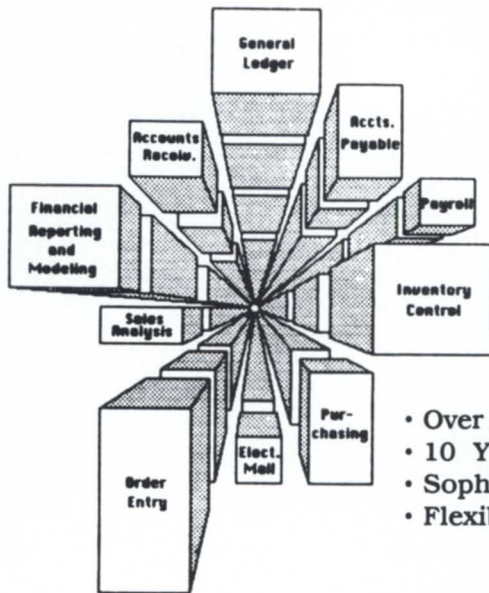 General
Ledger
Accounts
Receiv.
Accts.
Payable
Financial
Reporting
and
Modeling
Payroll
Inventory
Control
Sales
Analysis
Order
Entry
Elect.
Mail
Pur-
chasing
• Over
• 10 Y
• Soph
• Flexib